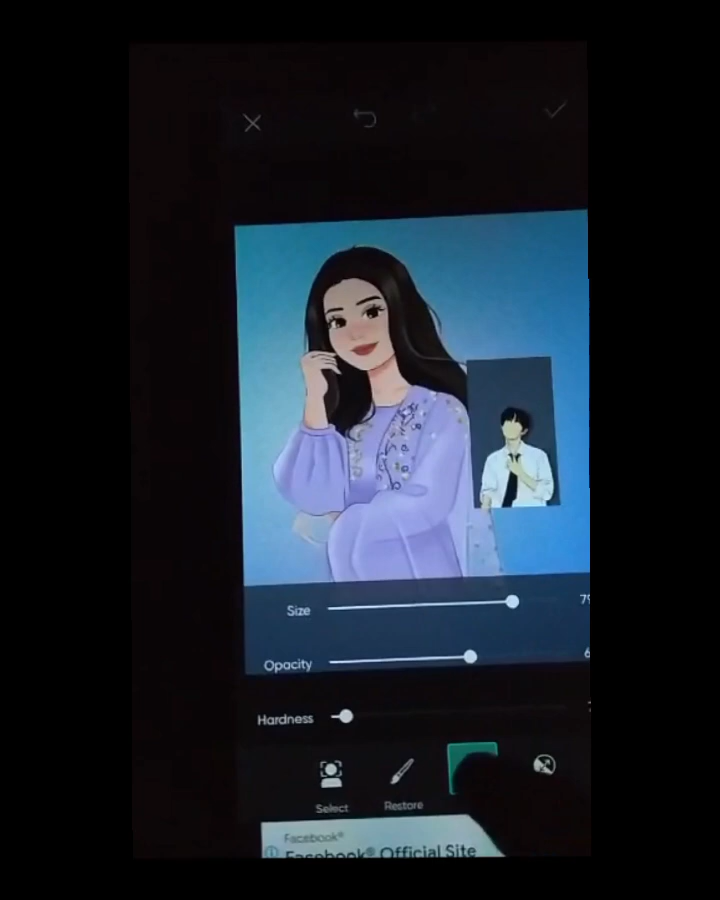 Size
Opacity
Hardness
Select
Restore
Facebook®
Facebook® Official Site